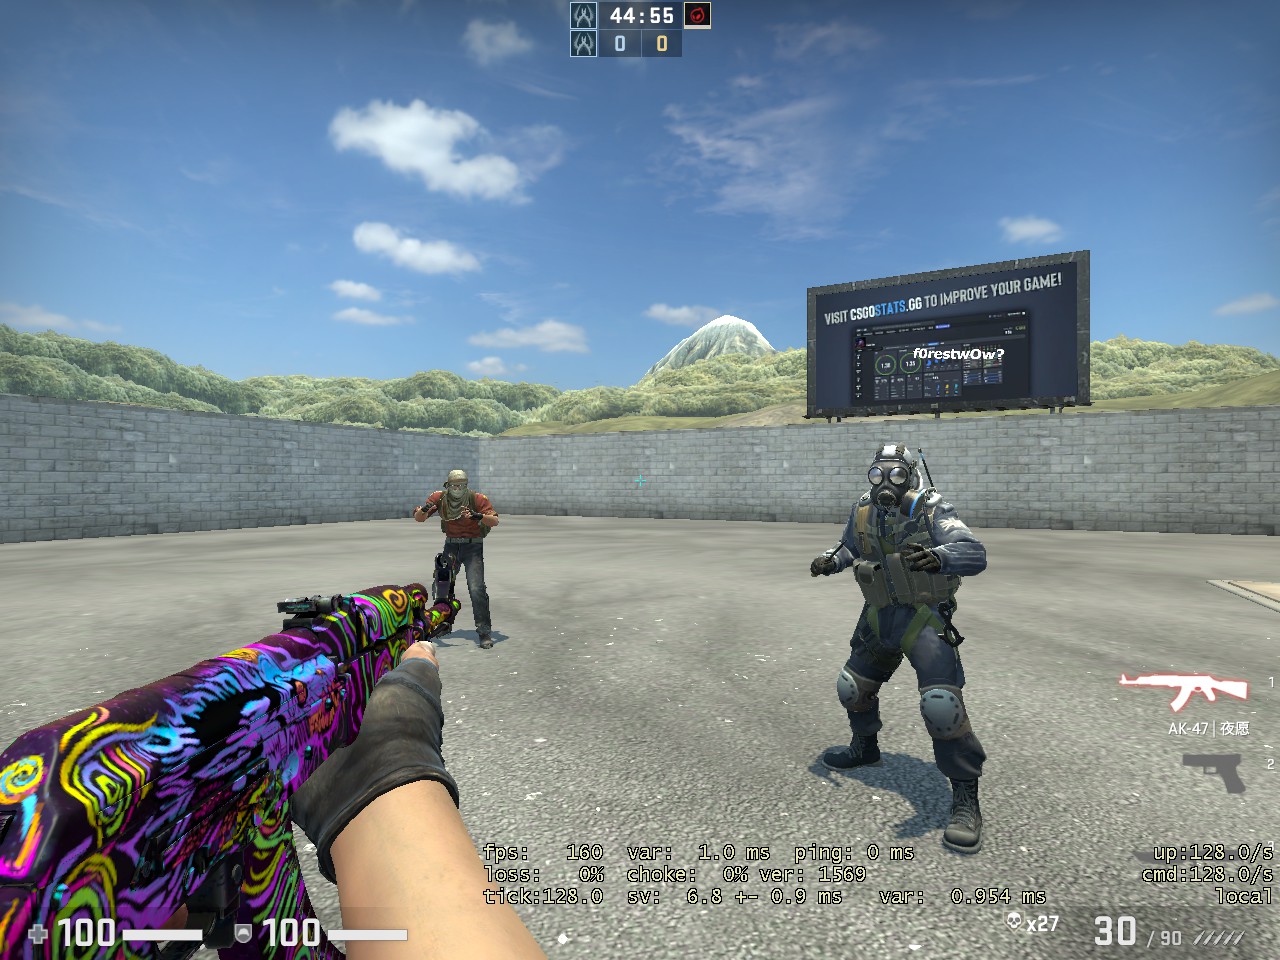 44:55
0 0
VISIT CSGOSTATS.GG TO IMPROVE YOUR GAME!
f0restwOw?
1
AK-47 | 夜愿
2
fps: 160 var: 1.0 ms ping: 0 ms
loss: 0% choke: 0% ver: 1569
tick:128.0 sv: 6.8 +- 0.9 ms var: 0.954 ms
up:128.0/s
cmd:128.0/s
local
100
100
x27
30 / 90